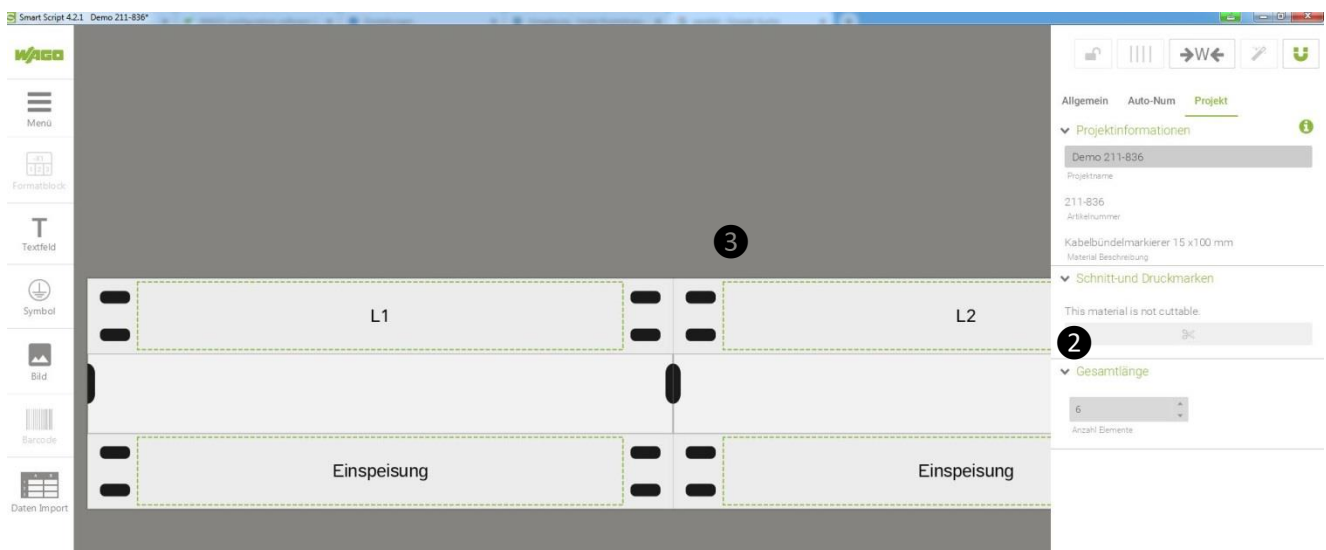 Smart Script 4.2.1 Demo 211-836*
WAGO
Menü
Formatblock
Textfeld
Symbol
Bild
Barcode
Daten Import
3
L1
L2
Einspeisung
Einspeisung
→W←
Allgemein Auto-Num Projekt
Projektinformationen
Demo 211-836
Projektname
211-836
Artikelnummer
Kabelbündelmarkierer 15 x100 mm
Material Beschreibung
Schnitt-und Druckmarken
This material is not cuttable.
2
Gesamtlänge
6
Anzahl Elemente